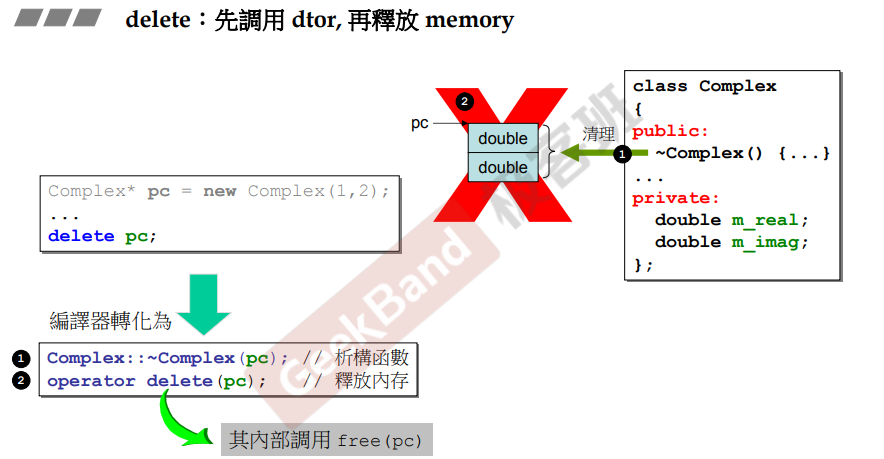 delete：先調用 dtor, 再釋放 memory
Complex* pc = new Complex(1,2);
...
delete pc;
編譯器轉化為
1 Complex::~Complex(pc); // 析構函數
2 operator delete(pc); // 釋放內存
其內部調用 free(pc)
2
pc
double
double
清理
1
class Complex
{
public:
~Complex() {...}
...
private:
double m_real;
double m_imag;
};
GeekBand 极客班